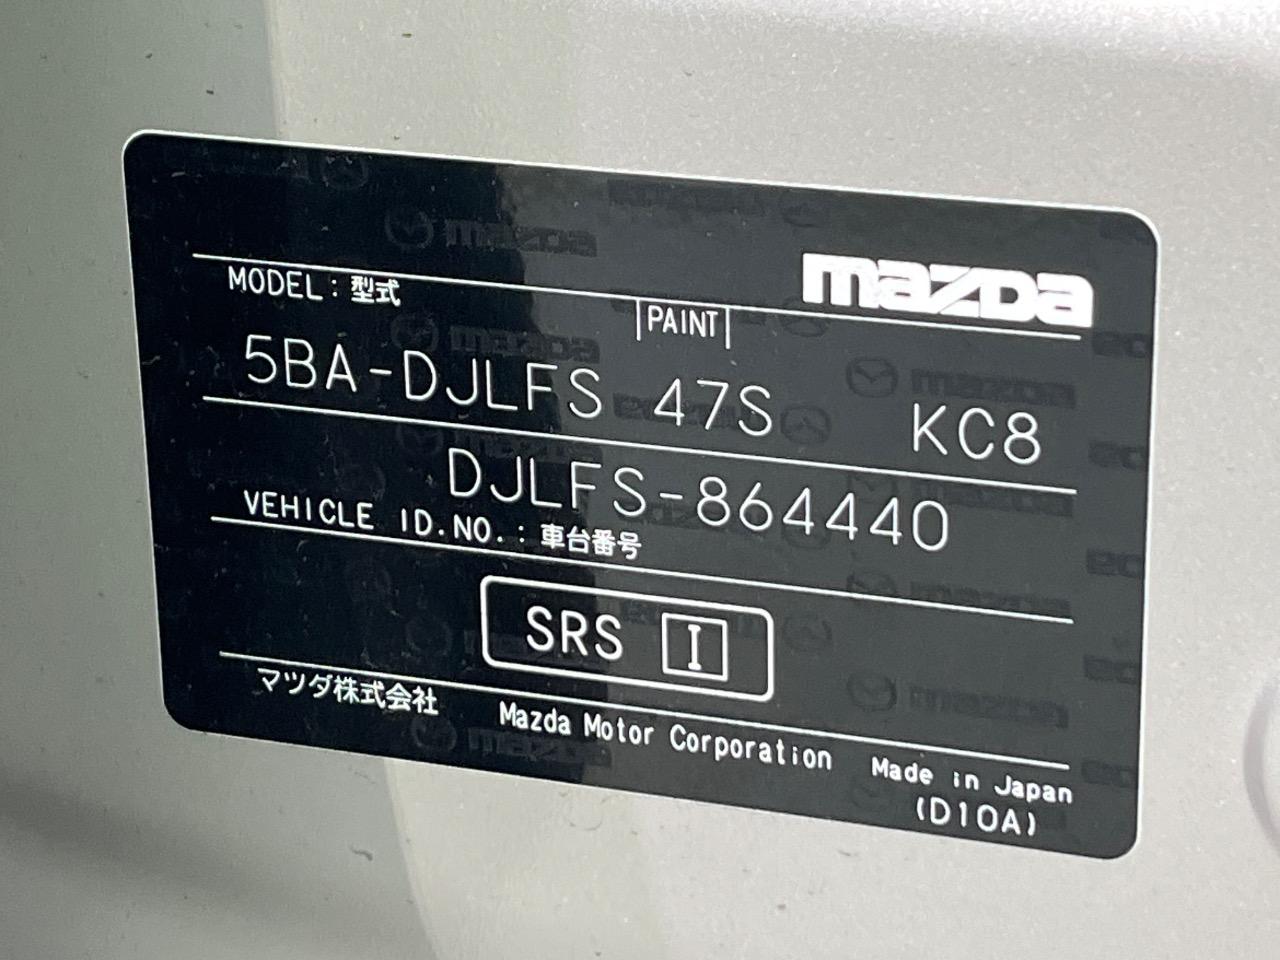 mazda
MODEL：型式
PAINT
5BA-DJLFS 47S KC8
DJLFS-864440
VEHICLE ID.NO.：車台番号
SRS I
マツダ株式会社 Mazda Motor Corporation Made in Japan
(D10A)